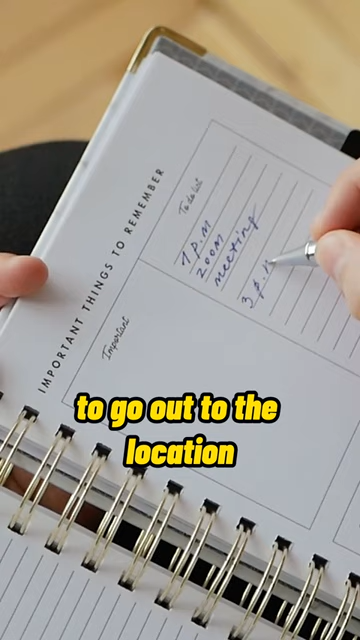 IMPORTANT THINGS TO REMEMBER
To do list
1 P.M
ZOOM
meeting
Important
to go out to the
location